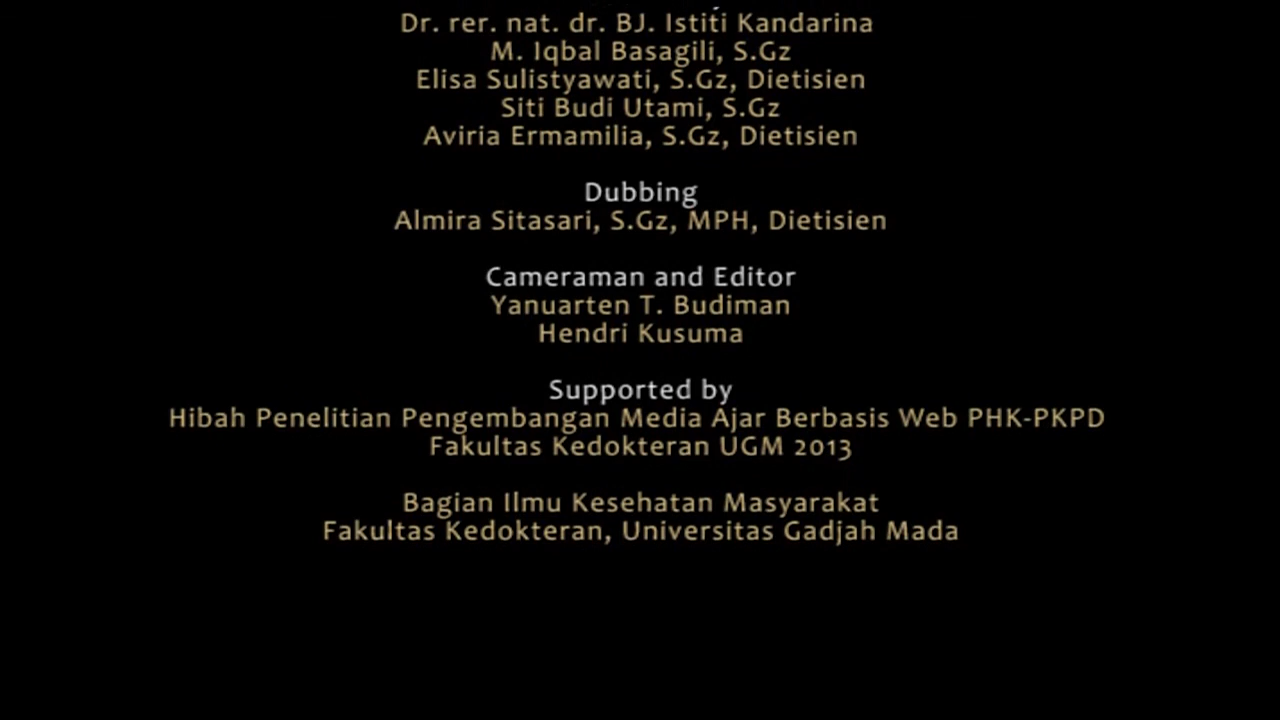 Dr. rer. nat. dr. BJ. Istiti Kandarina
M. Iqbal Basagili, S.Gz
Elisa Sulistyawati, S.Gz, Dietisien
Siti Budi Utami, S.Gz
Aviria Ermamilia, S.Gz, Dietisien
Dubbing
Almira Sitasari, S.Gz, MPH, Dietisien
Cameraman and Editor
Yanuarten T. Budiman
Hendri Kusuma
Supported by
Hibah Penelitian Pengembangan Media Ajar Berbasis Web PHK-PKPD
Fakultas Kedokteran UGM 2013
Bagian Ilmu Kesehatan Masyarakat
Fakultas Kedokteran, Universitas Gadjah Mada